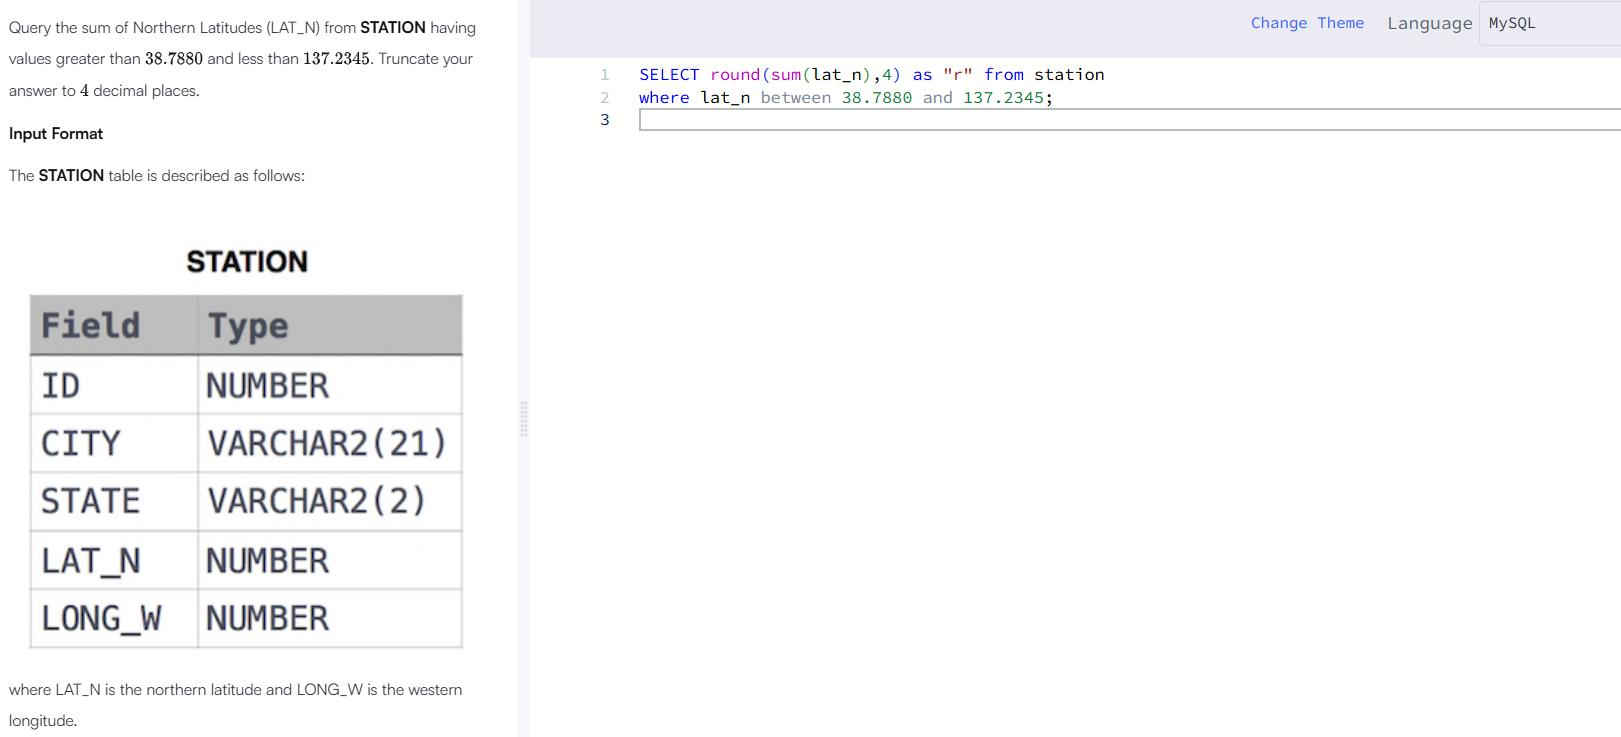 Query the sum of Northern Latitudes (LAT_N) from STATION having
values greater than 38.7880 and less than 137.2345. Truncate your
answer to 4 decimal places.
Input Format
The STATION table is described as follows:
STATION
Field Type
ID NUMBER
CITY VARCHAR2(21)
STATE VARCHAR2(2)
LAT_N NUMBER
LONG_W NUMBER
where LAT_N is the northern latitude and LONG_W is the western
longitude.
Change Theme Language MySQL
1 SELECT round(sum(lat_n),4) as "r" from station
2 where lat_n between 38.7880 and 137.2345;
3